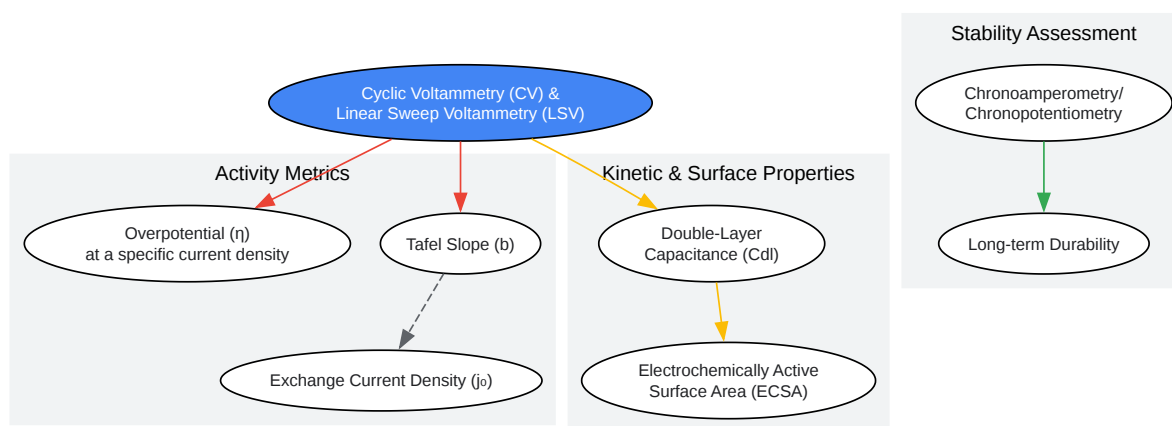 Stability Assessment
Chronoamperometry/
Chronopotentiometry
Cyclic Voltammetry (CV) &
Linear Sweep Voltammetry (LSV)
Activity Metrics
Kinetic & Surface Properties
Overpotential (η)
at a specific current density
Tafel Slope (b)
Double-Layer
Capacitance (Cdl)
Long-term Durability
Exchange Current Density (j₀)
Electrochemically Active
Surface Area (ECSA)